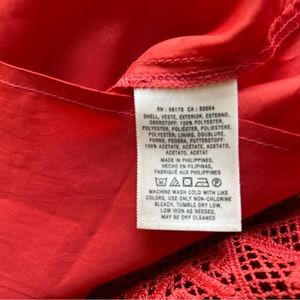 RN : 56170 CA : 32054
SHELL, VESTE, EXTERIOR, ESTERNO,
OBERSTOFF: 100% POLYESTER,
POLYESTER, POLIÉSTER, POLIESTERE,
POLYESTER; LINING, DOUBLURE,
FORRO, FODERA, FUTTERSTOFF:
100% ACETATE, ACÉTATE, ACETATO,
ACETATO, ACETAT
MADE IN PHILIPPINES,
HECHO EN FILIPINAS,
FABRIQUÉ AUX PHILIPPINES
MACHINE WASH COLD WITH LIKE
COLORS, USE ONLY NON-CHLORINE
BLEACH, TUMBLE DRY LOW,
LOW IRON AS NEEDED,
MAY BE DRY CLEANED